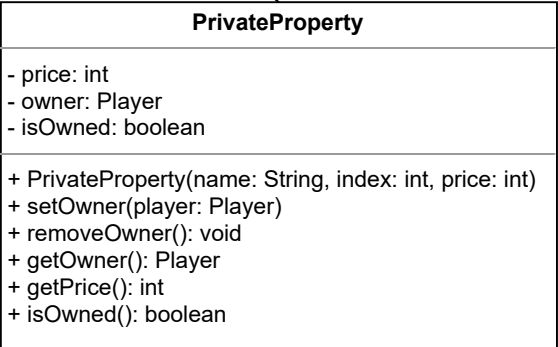 PrivateProperty
- price: int
- owner: Player
- isOwned: boolean
+ PrivateProperty(name: String, index: int, price: int)
+ setOwner(player: Player)
+ removeOwner(): void
+ getOwner(): Player
+ getPrice(): int
+ isOwned(): boolean